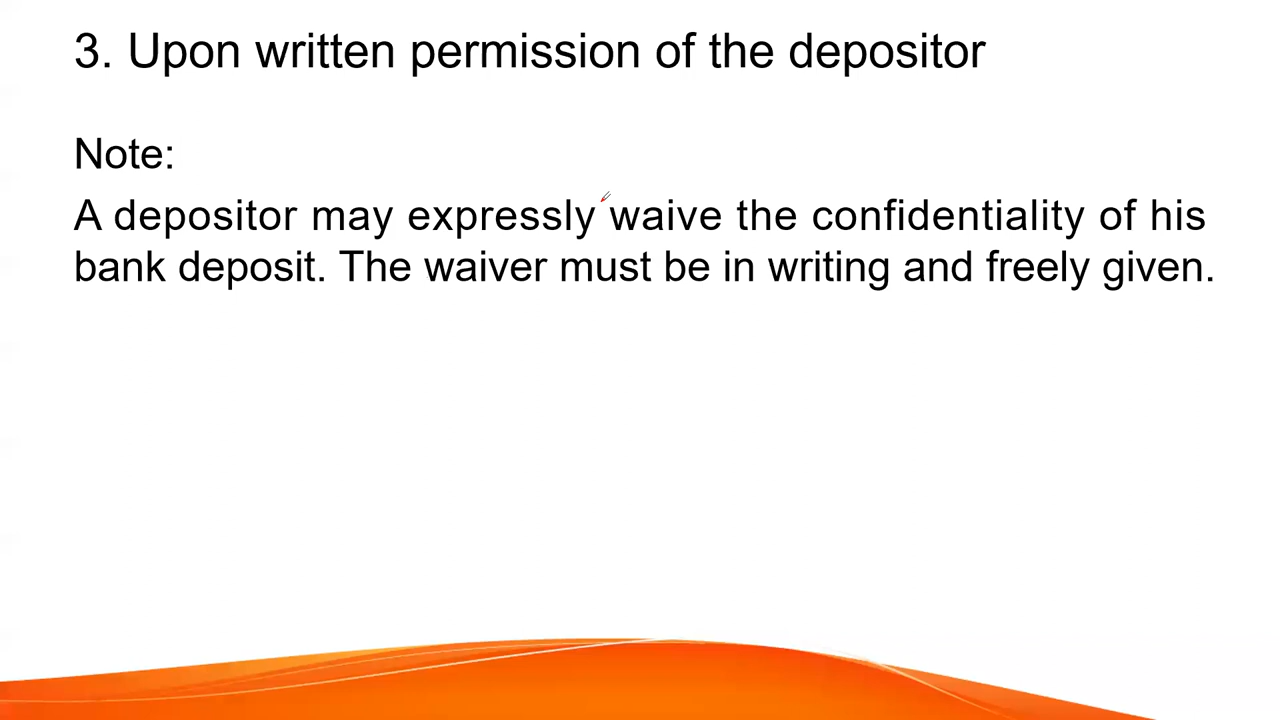 3. Upon written permission of the depositor
Note:
A depositor may expressly waive the confidentiality of his
bank deposit. The waiver must be in writing and freely given.